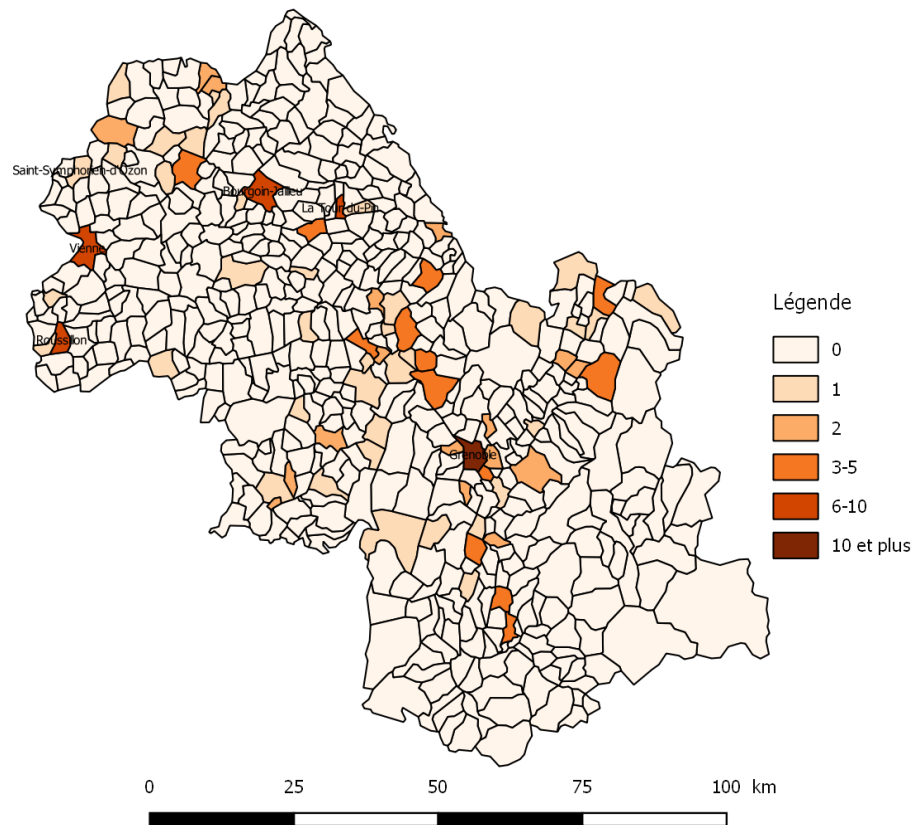 Saint-Symphorien-d'Ozon
Bourgoin-Jallieu
La Tour-du-Pin
Vienne
Roussillon
Grenoble
Légende
0
1
2
3-5
6-10
10 et plus
0 25 50 75 100 km